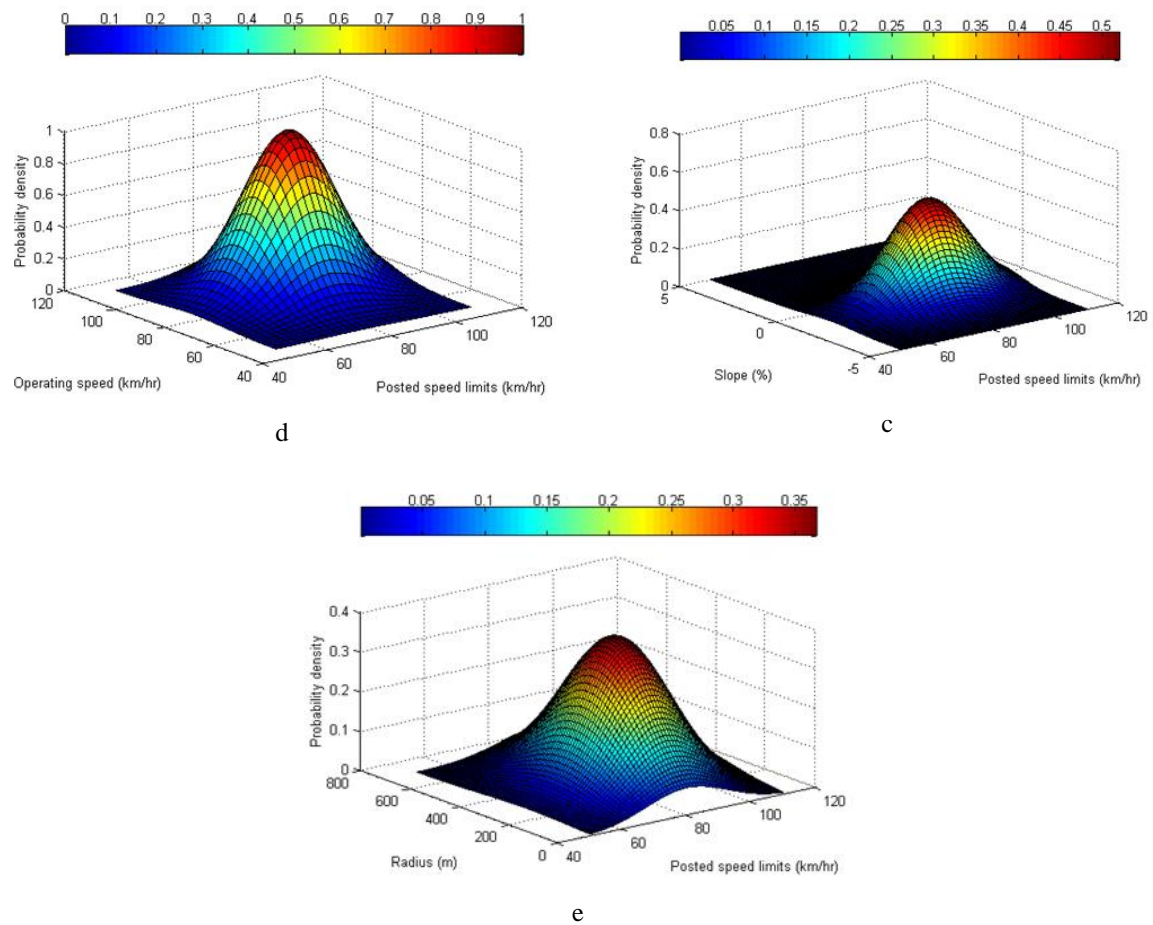 0 0.1 0.2 0.3 0.4 0.5 0.6 0.7 0.8 0.9 1
1
0.8
0.6
0.4
0.2
0
Probability density
120
100
80
60
40
Operating speed (km/hr)
40
60
80
100
120
Posted speed limits (km/hr)
d
0.05 0.1 0.15 0.2 0.25 0.3 0.35 0.4 0.45 0.5
0.8
0.6
0.4
0.2
0
Probability density
5
0
-5
Slope (%)
40
60
80
100
120
Posted speed limits (km/hr)
c
0.05 0.1 0.15 0.2 0.25 0.3 0.35
0.4
0.3
0.2
0.1
0
Probability density
800
600
400
200
0
Radius (m)
40
60
80
100
120
Posted speed limits (km/hr)
e